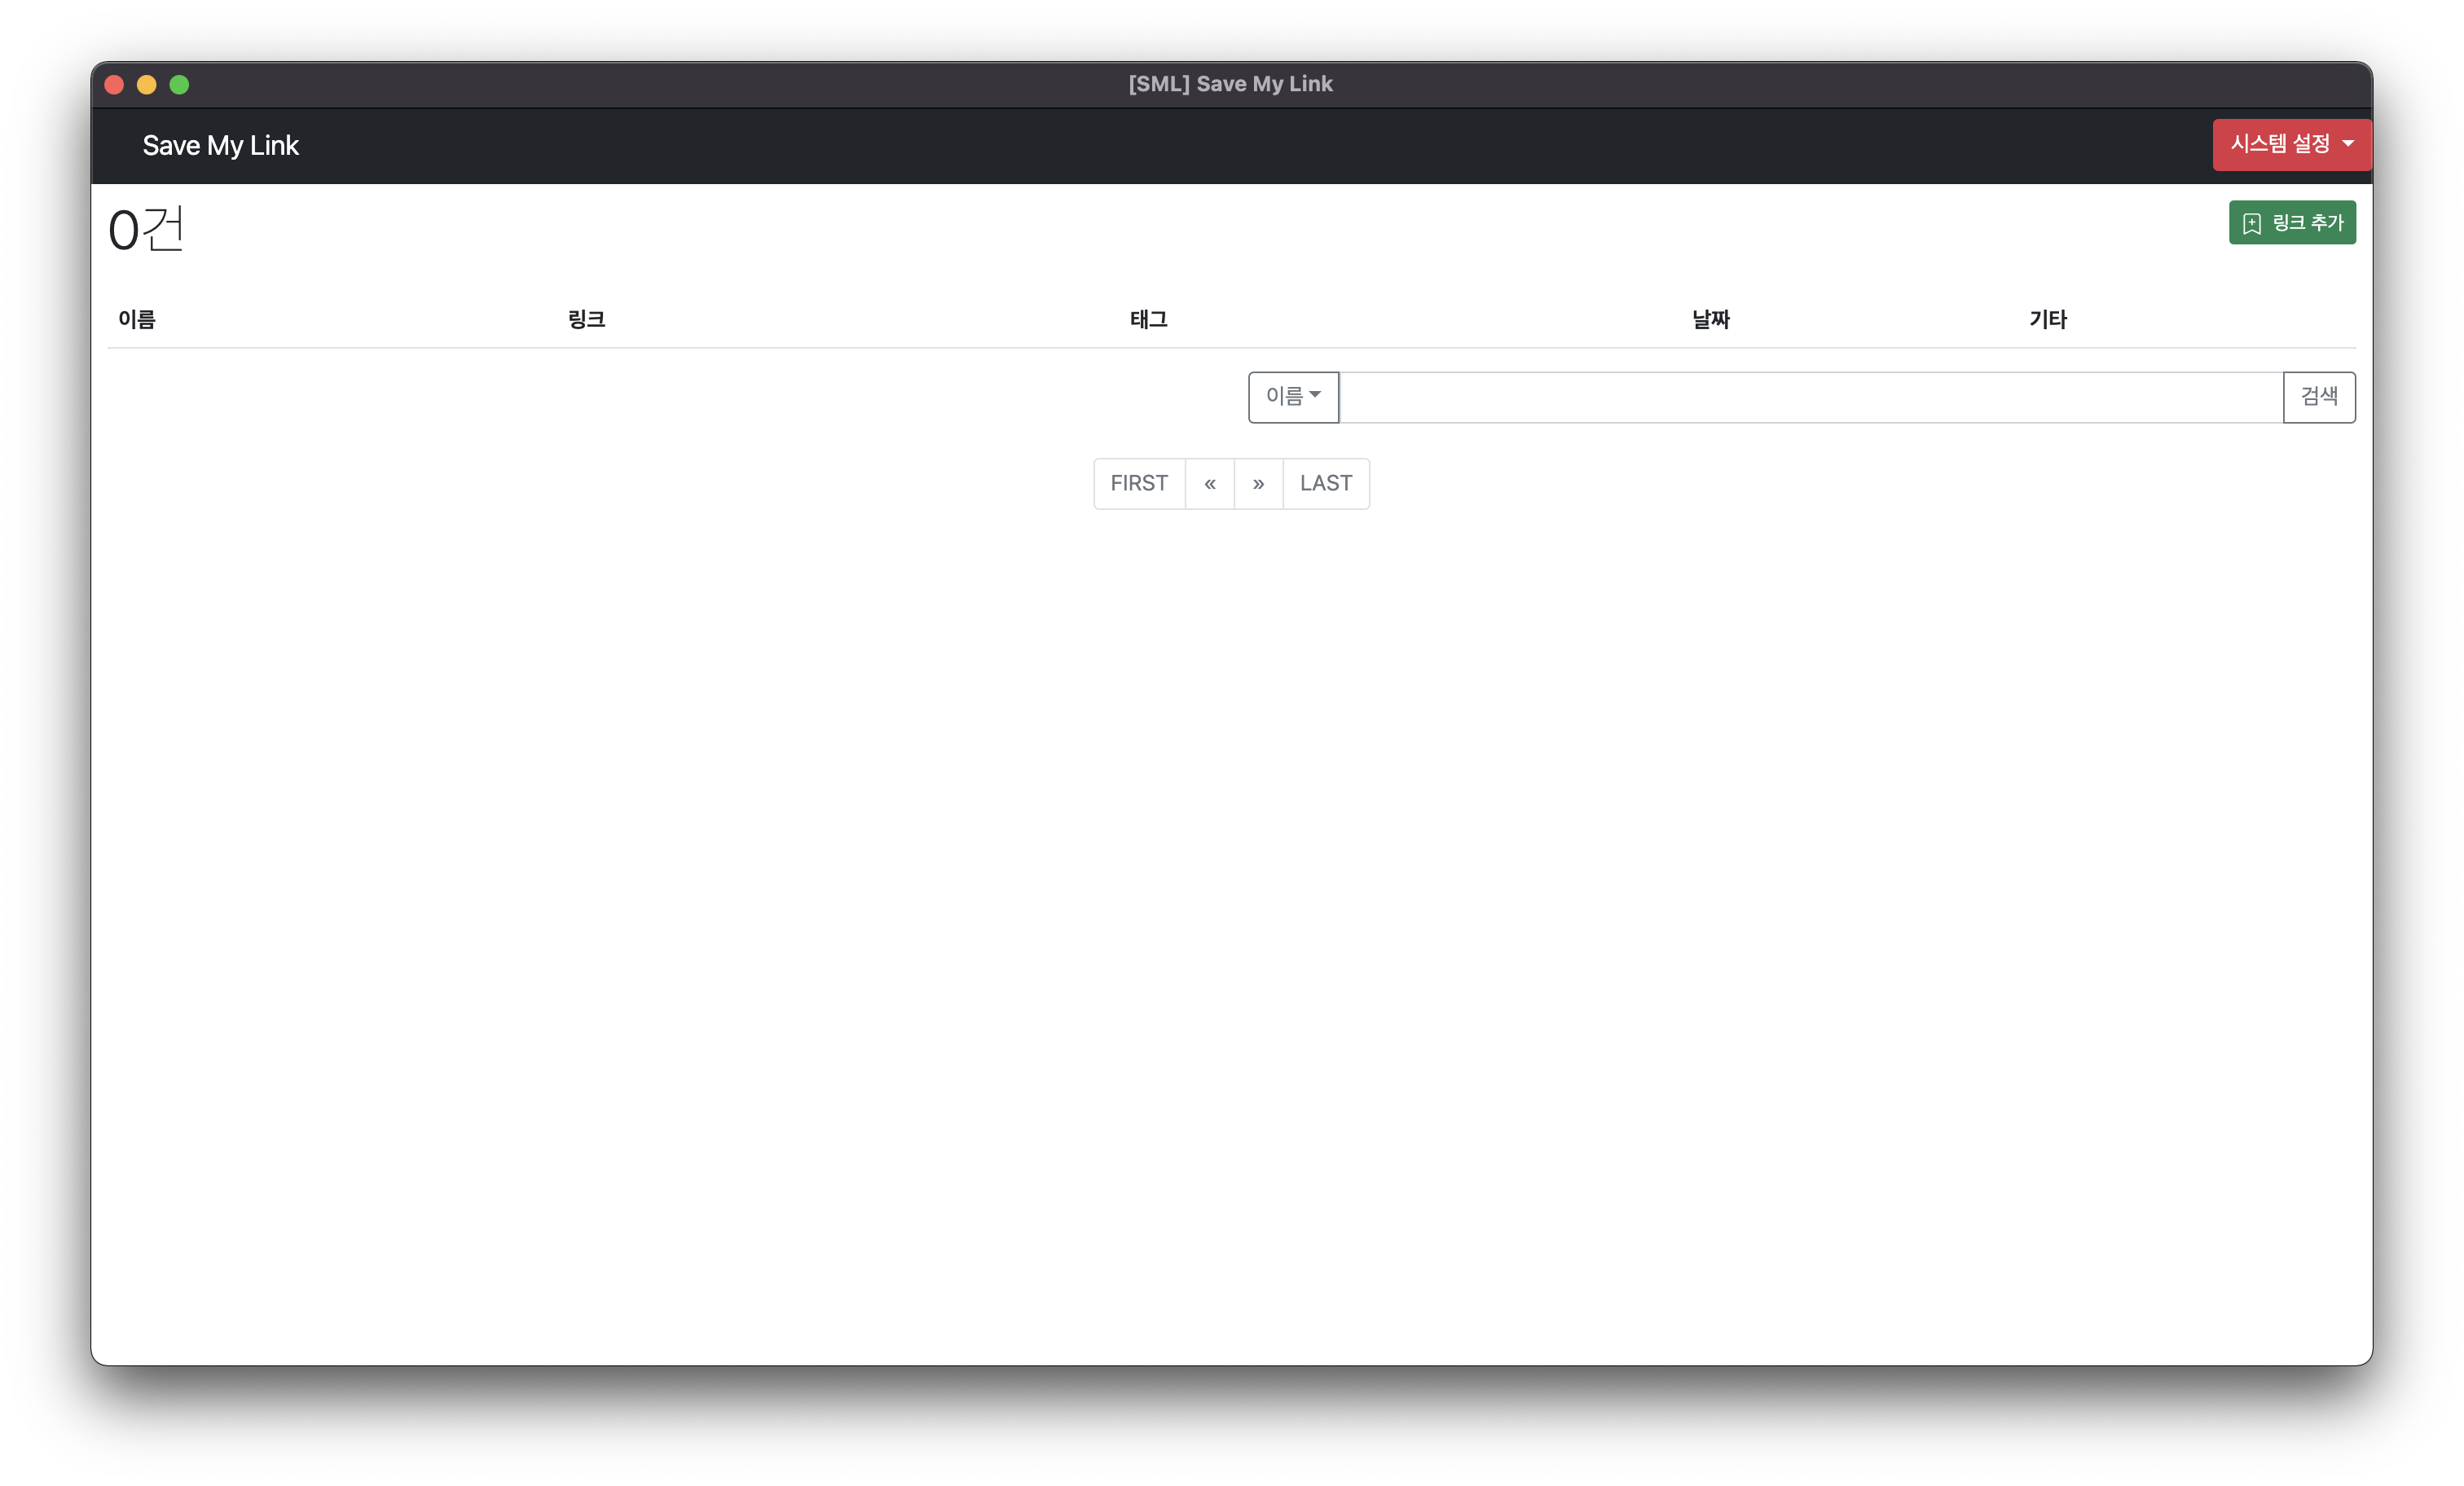 [SML] Save My Link
Save My Link 시스템 설정
0건 링크 추가
이름 링크 태그 날짜 기타
이름 검색
FIRST « » LAST